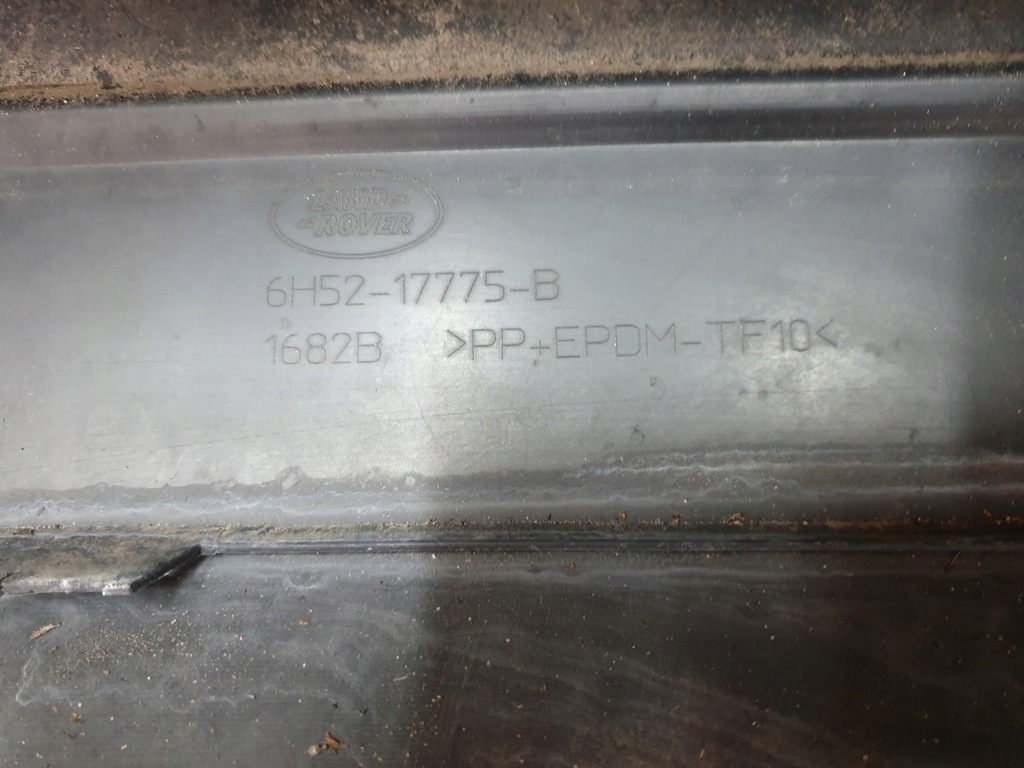 LAND
ROVER
6H52-17775-B
1682B >PP+EPDM-TF10<